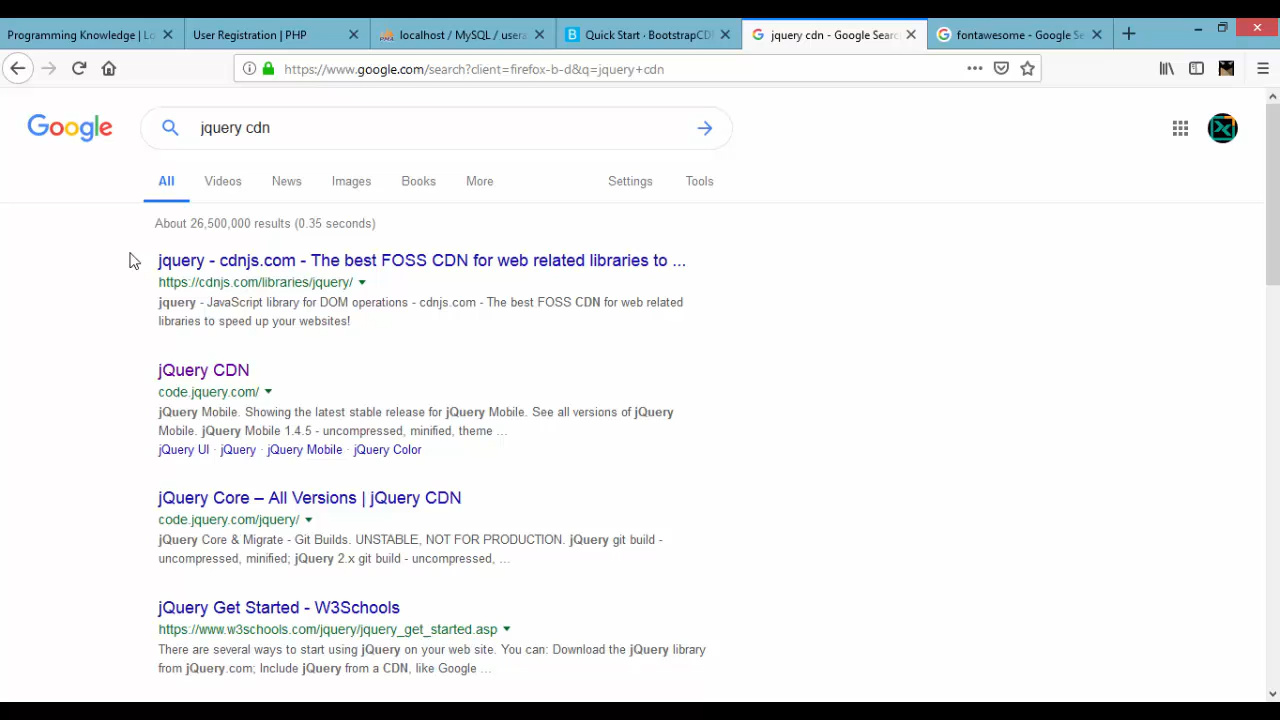 Programming Knowledge | Lo
User Registration | PHP
localhost / MySQL / usera
B Quick Start · BootstrapCD
jquery cdn - Google Searc
fontawesome - Google Se
https://www.google.com/search?client=firefox-b-d&q=jquery+cdn
Google
jquery cdn
All Videos News Images Books More Settings Tools
About 26,500,000 results (0.35 seconds)
jquery - cdnjs.com - The best FOSS CDN for web related libraries to ...
https://cdnjs.com/libraries/jquery/
jquery - JavaScript library for DOM operations - cdnjs.com - The best FOSS CDN for web related
libraries to speed up your websites!
jQuery CDN
code.jquery.com/
jQuery Mobile. Showing the latest stable release for jQuery Mobile. See all versions of jQuery
Mobile. jQuery Mobile 1.4.5 - uncompressed, minified, theme ...
jQuery UI · jQuery · jQuery Mobile · jQuery Color
jQuery Core – All Versions | jQuery CDN
code.jquery.com/jquery/
jQuery Core & Migrate - Git Builds. UNSTABLE, NOT FOR PRODUCTION. jQuery git build -
uncompressed, minified; jQuery 2.x git build - uncompressed, ...
jQuery Get Started - W3Schools
https://www.w3schools.com/jquery/jquery_get_started.asp
There are several ways to start using jQuery on your web site. You can: Download the jQuery library
from jQuery.com; Include jQuery from a CDN, like Google ...